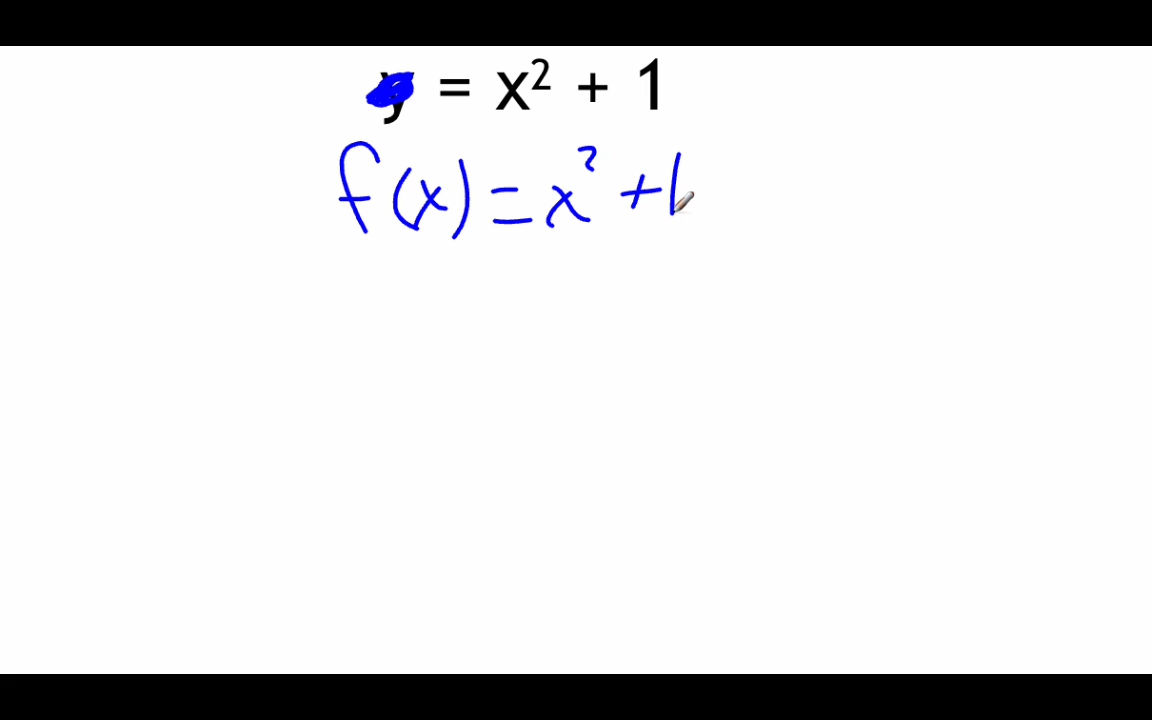 y = x² + 1
f(x) = x² + 1